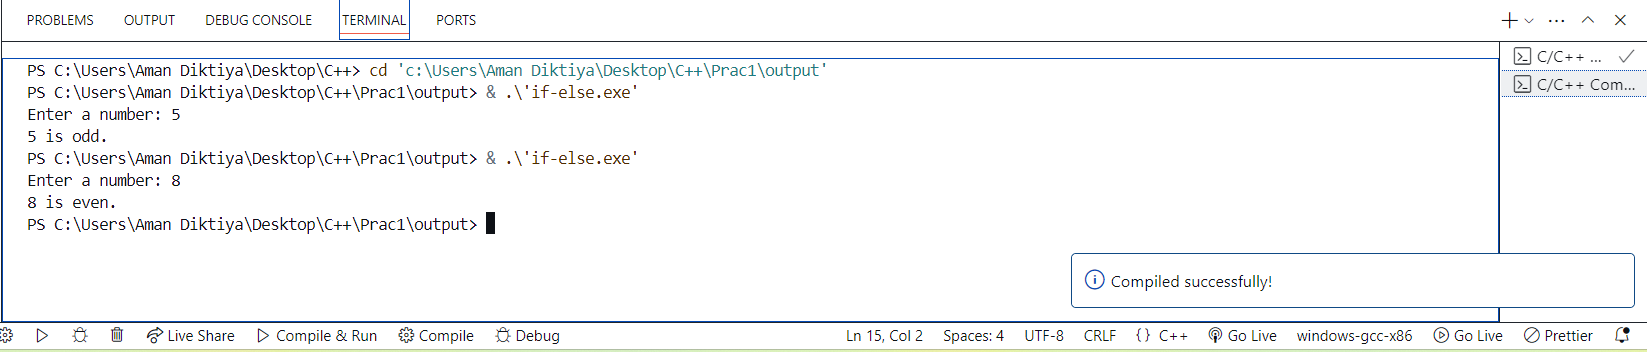 PROBLEMS OUTPUT DEBUG CONSOLE TERMINAL PORTS
PS C:\Users\Aman Diktiya\Desktop\C++> cd 'c:\Users\Aman Diktiya\Desktop\C++\Prac1\output'
PS C:\Users\Aman Diktiya\Desktop\C++\Prac1\output> & .\'if-else.exe'
Enter a number: 5
5 is odd.
PS C:\Users\Aman Diktiya\Desktop\C++\Prac1\output> & .\'if-else.exe'
Enter a number: 8
8 is even.
PS C:\Users\Aman Diktiya\Desktop\C++\Prac1\output>
C/C++ ...
C/C++ Com...
Compiled successfully!
Live Share Compile & Run Compile Debug Ln 15, Col 2 Spaces: 4 UTF-8 CRLF {} C++ Go Live windows-gcc-x86 Go Live Prettier